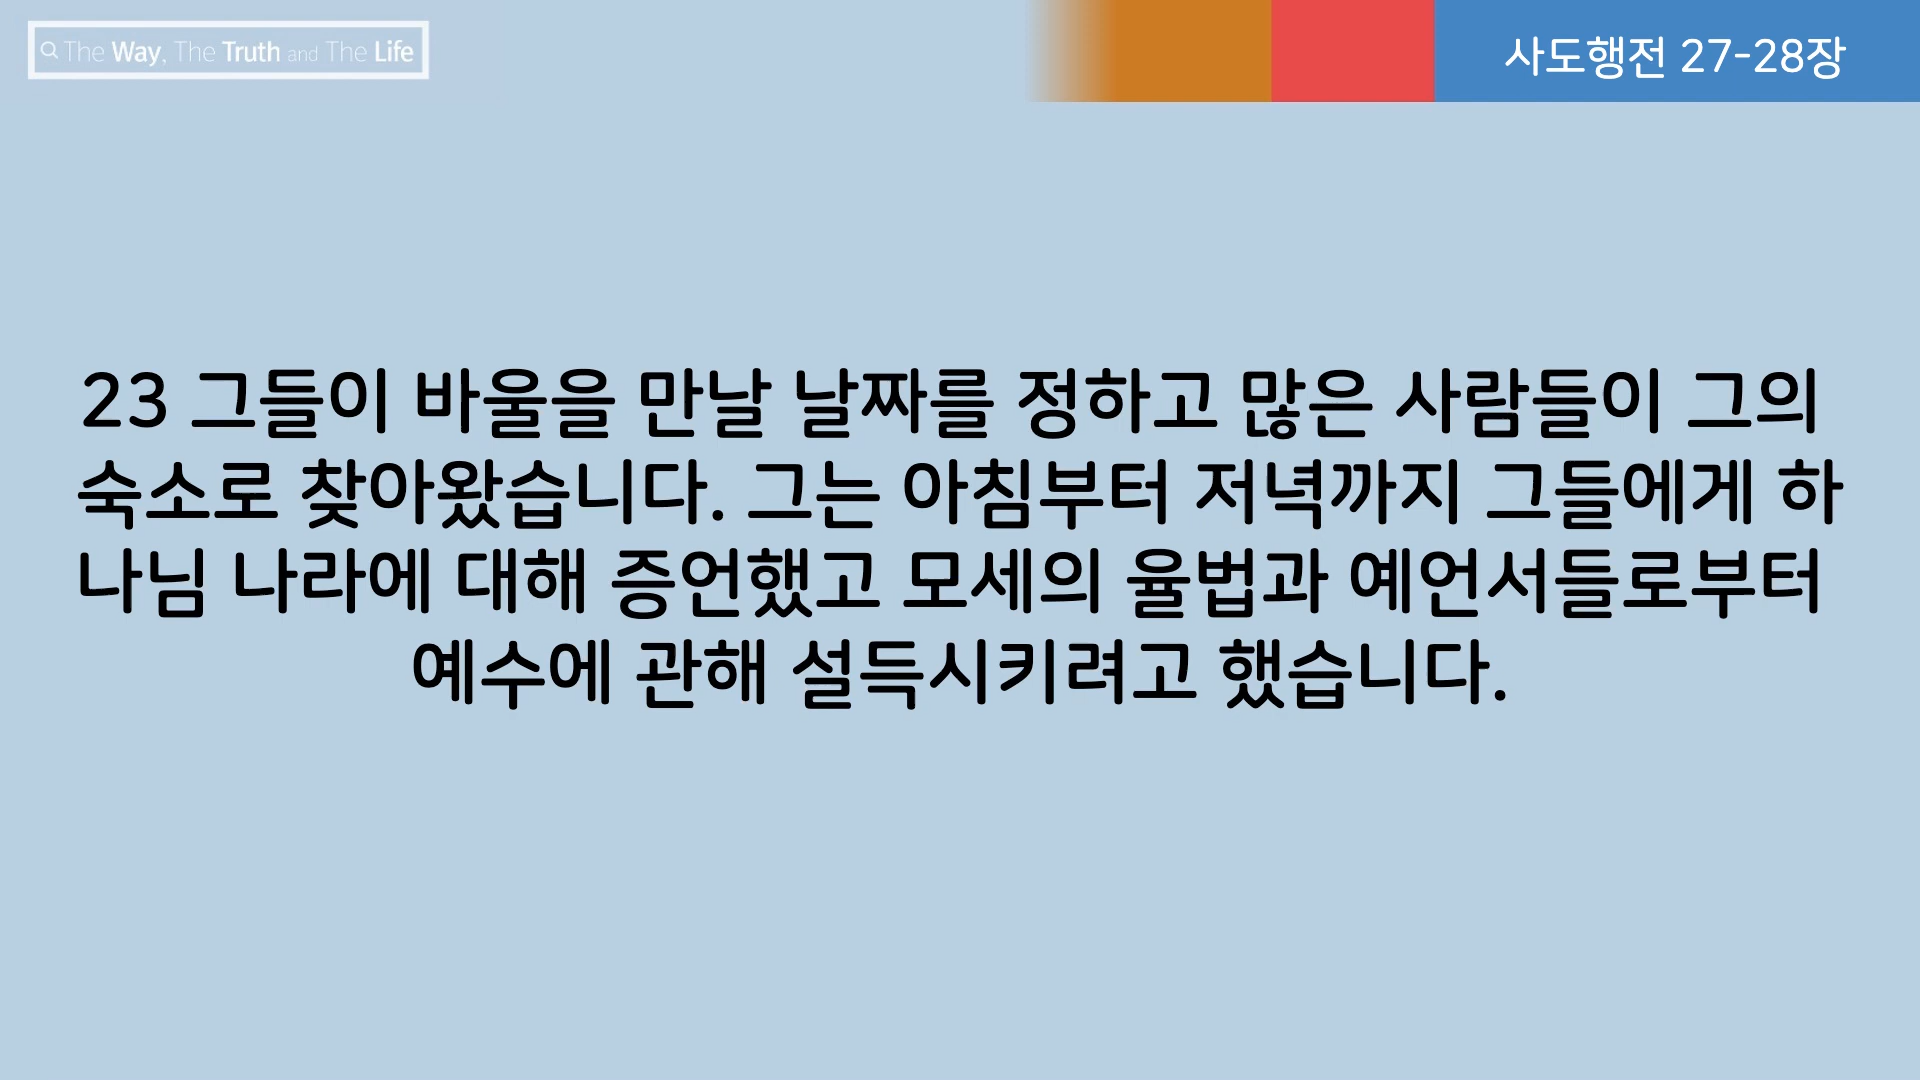 The Way, The Truth and The Life
사도행전 27-28장
23 그들이 바울을 만날 날짜를 정하고 많은 사람들이 그의
숙소로 찾아왔습니다. 그는 아침부터 저녁까지 그들에게 하
나님 나라에 대해 증언했고 모세의 율법과 예언서들로부터
예수에 관해 설득시키려고 했습니다.